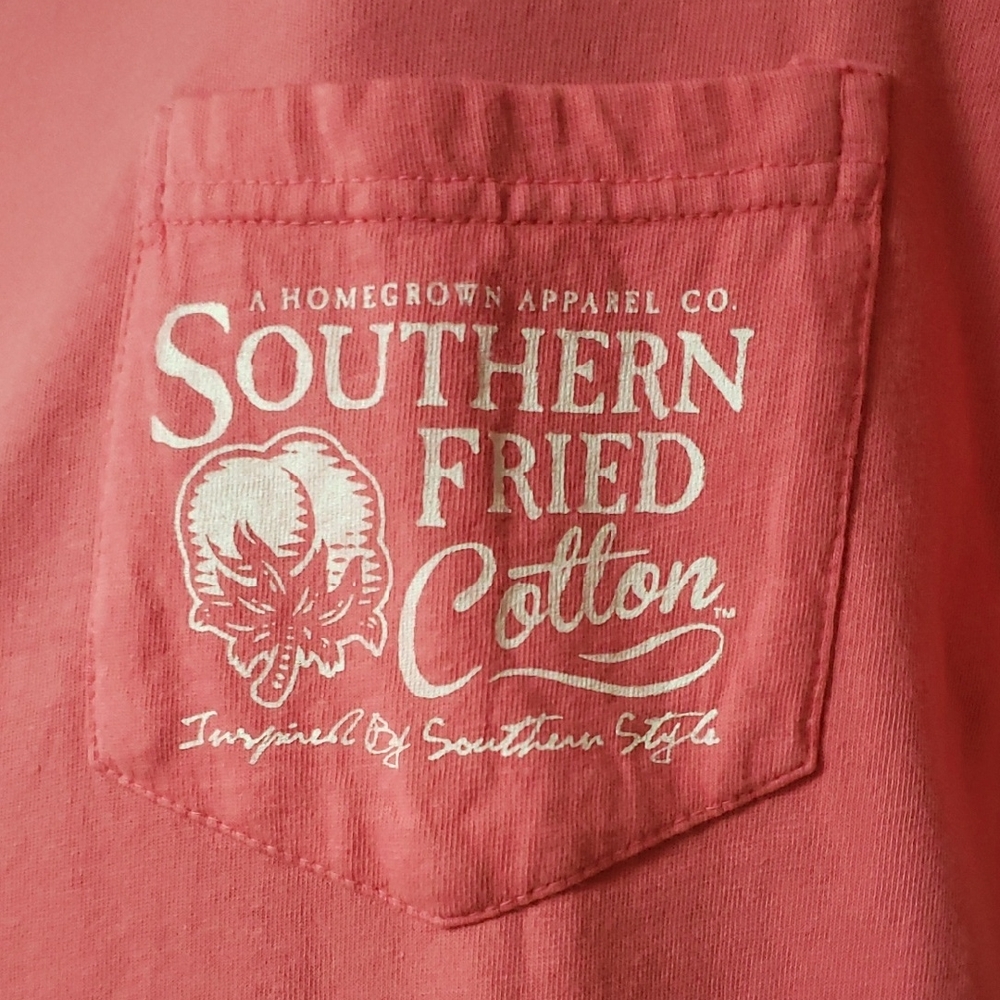 A HOMEGROWN APPAREL CO.
SOUTHERN
FRIED
Cotton™
Inspired By Southern Style